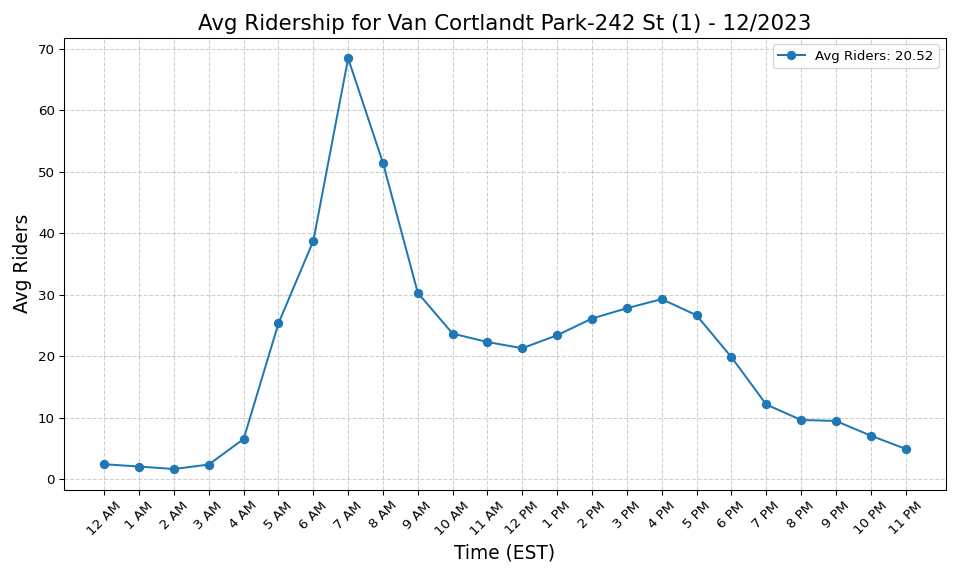 Avg Ridership for Van Cortlandt Park-242 St (1) - 12/2023
Avg Riders: 20.52
Avg Riders
70
60
50
40
30
20
10
0
12 AM
1 AM
2 AM
3 AM
4 AM
5 AM
6 AM
7 AM
8 AM
9 AM
10 AM
11 AM
12 PM
1 PM
2 PM
3 PM
4 PM
5 PM
6 PM
7 PM
8 PM
9 PM
10 PM
11 PM
Time (EST)